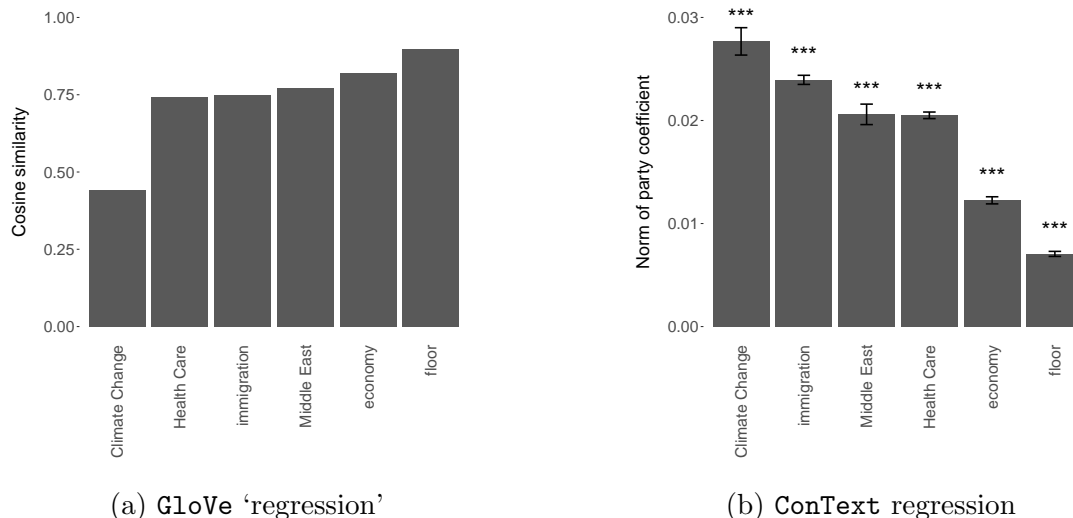 1.00
0.75
0.50
0.25
0.00
Cosine similarity
Climate Change
Health Care
immigration
Middle East
economy
floor
(a) GloVe ‘regression’
0.03
0.02
0.01
0.00
Norm of party coefficient
***
***
***
***
***
***
Climate Change
immigration
Middle East
Health Care
economy
floor
(b) ConText regression